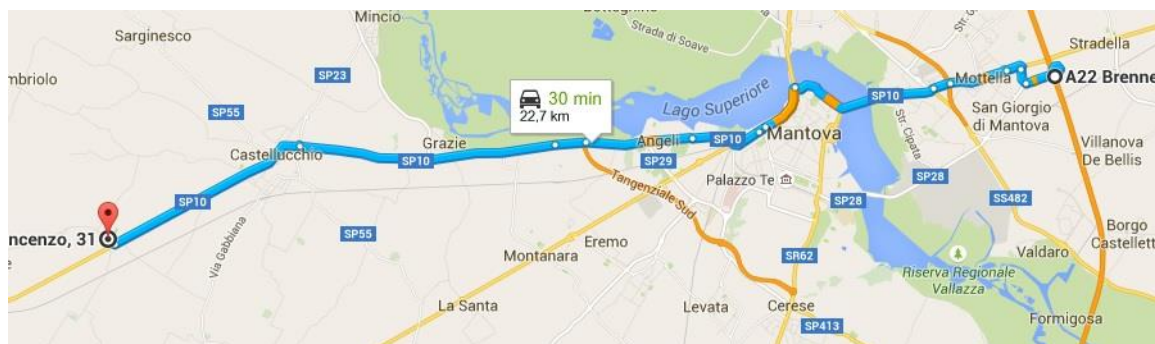 Mincio
Strada di Soave
Sarginesco
SP23
Stradella
mbriolo
SP55
30 min
22,7 km
Lago Superiore
Mottella
A22 Brenne
SP10
San Giorgio
di Mantova
Grazie
Angeli
SP10
Mantova
Str. Cipata
Castellucchio
SP10
SP29
Villanova
De Bellis
Palazzo Te
SP28
SP10
Tangenziale Sud
SP28
SS482
ncenzo, 31
Via Gabbiana
SP55
Eremo
Borgo
Castellett
Montanara
SR62
Valdaro
Riserva Regionale
Vallazza
La Santa
Levata
Cerese
Formigosa
SP413